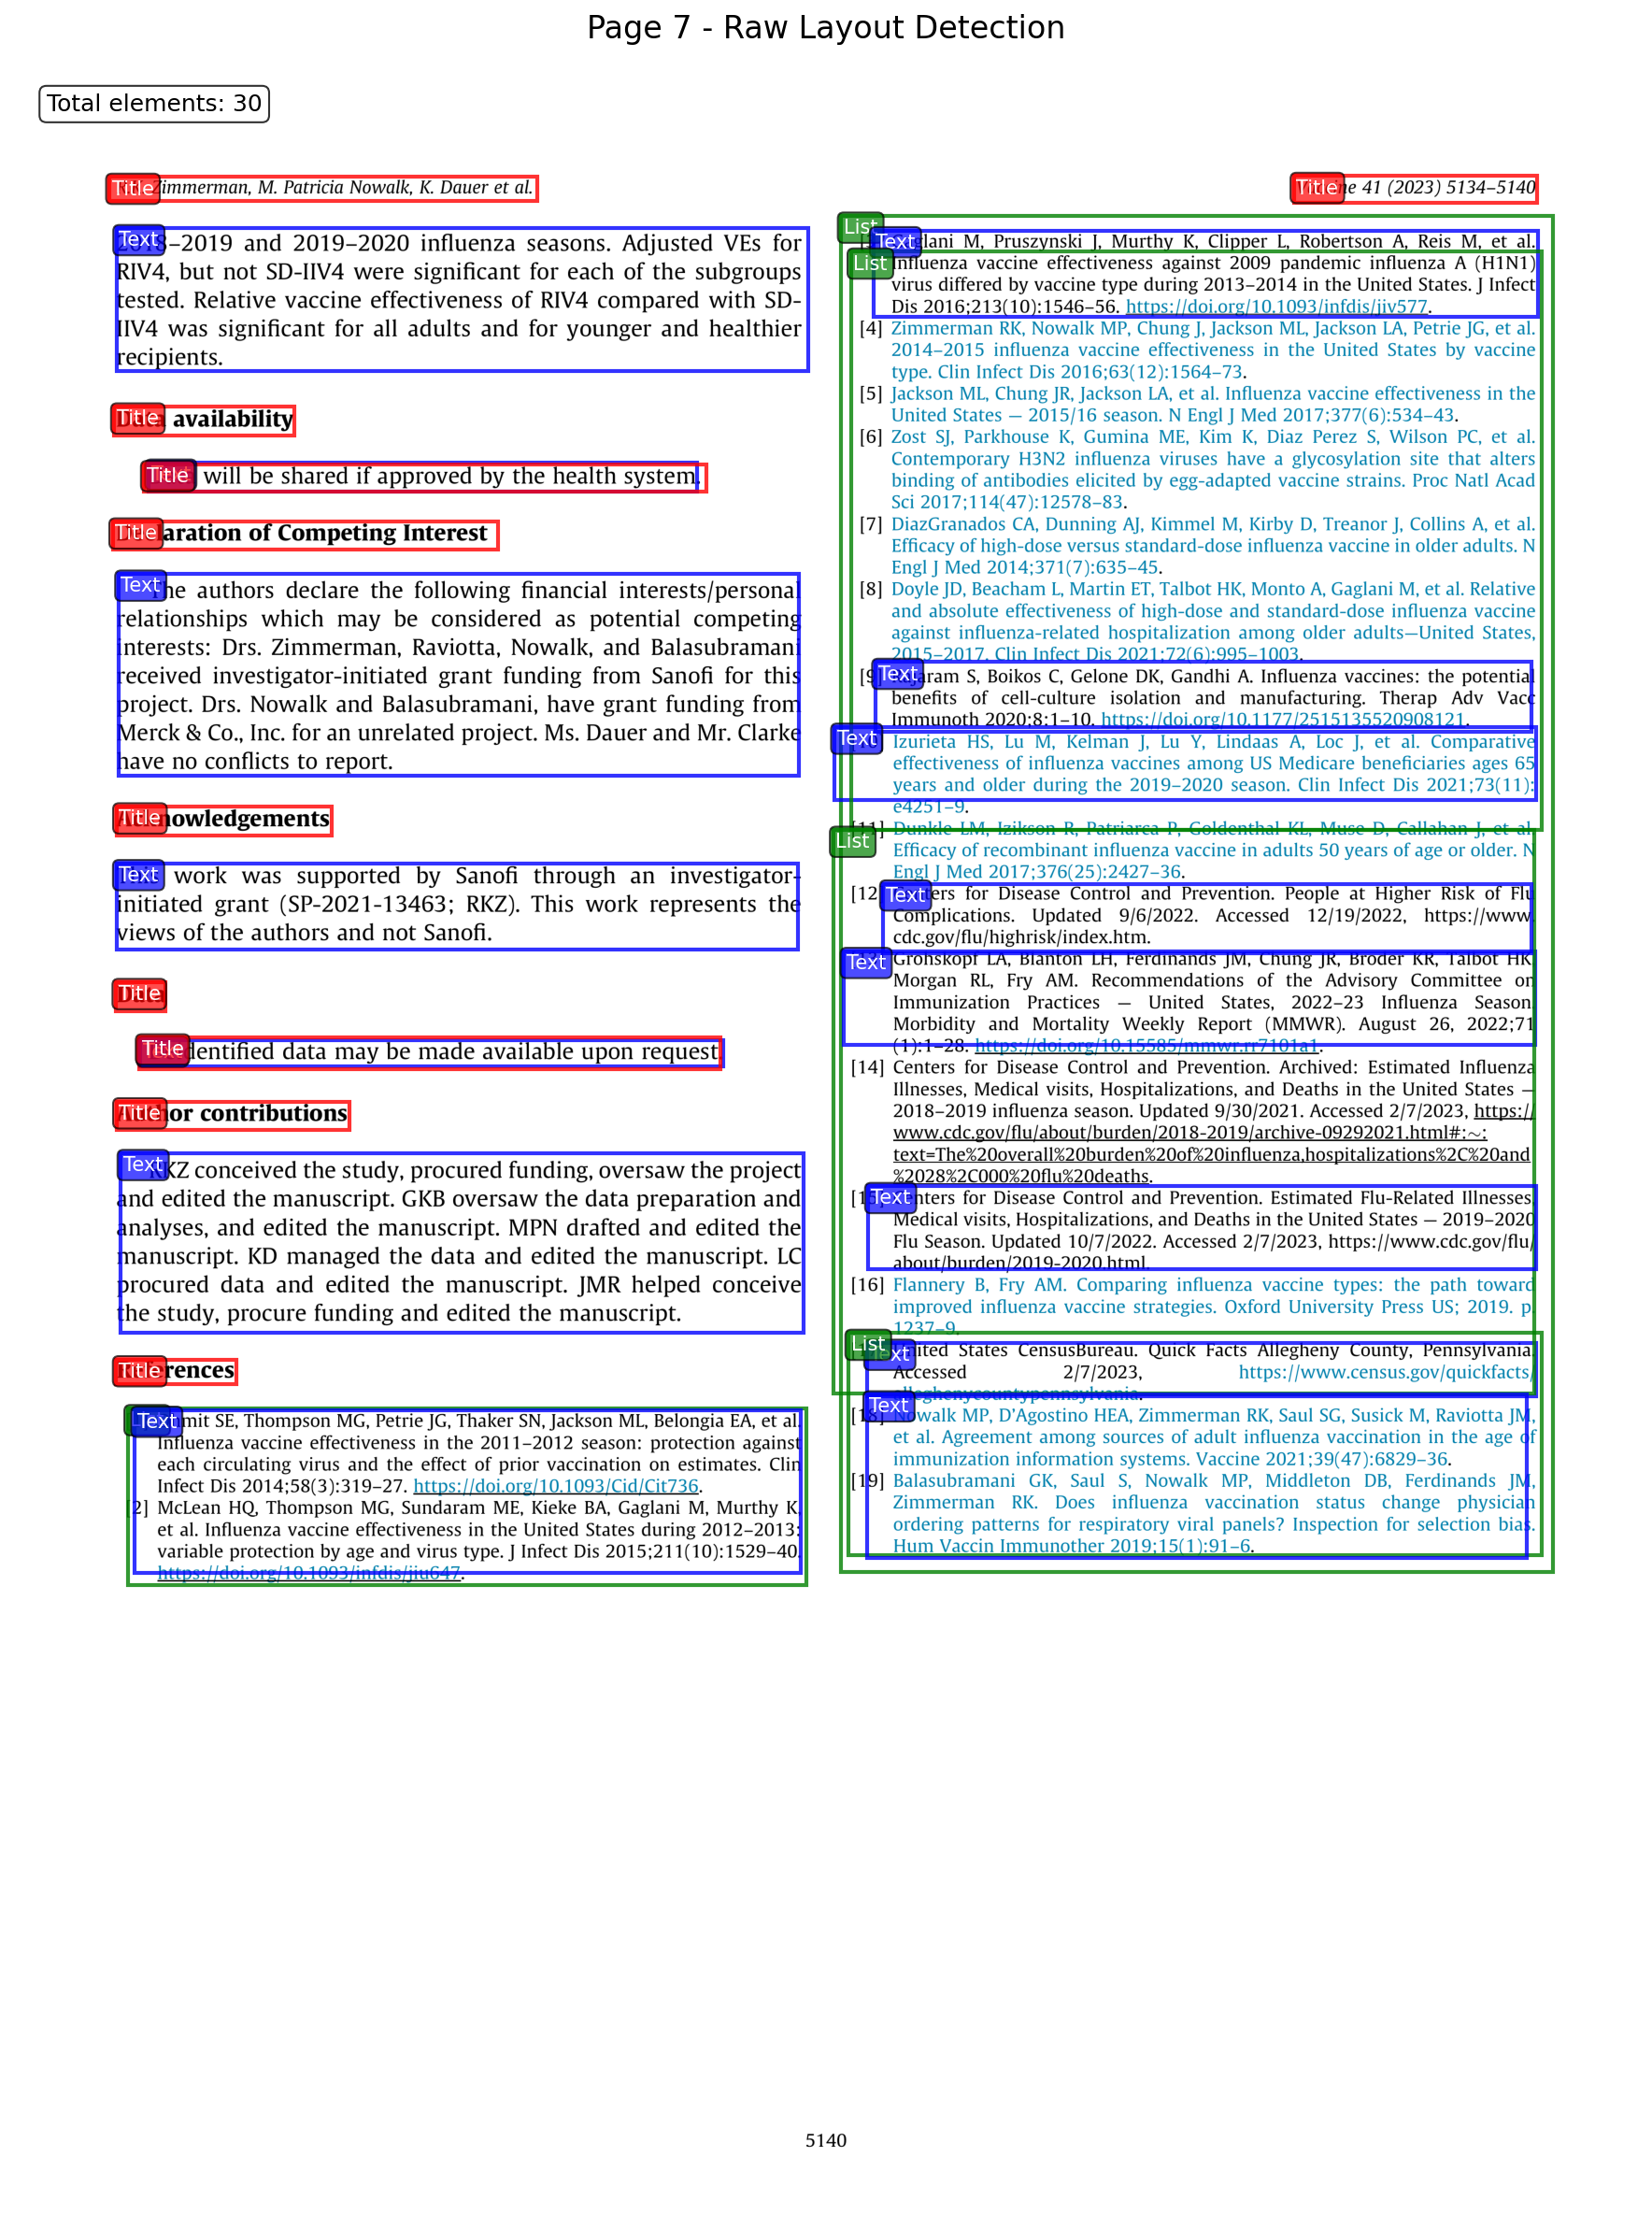 Page 7 - Raw Layout Detection
Total elements: 30
Title
Zimmerman, M. Patricia Nowalk, K. Dauer et al.
Title
41 (2023) 5134–5140
Text
2018–2019 and 2019–2020 influenza seasons. Adjusted VEs for
RIV4, but not SD-IIV4 were significant for each of the subgroups
tested. Relative vaccine effectiveness of RIV4 compared with SD-
IIV4 was significant for all adults and for younger and healthier
recipients.
Title
availability
Title
will be shared if approved by the health system.
Title
aration of Competing Interest
Text
The authors declare the following financial interests/personal
relationships which may be considered as potential competing
interests: Drs. Zimmerman, Raviotta, Nowalk, and Balasubramani
received investigator-initiated grant funding from Sanofi for this
project. Drs. Nowalk and Balasubramani, have grant funding from
Merck & Co., Inc. for an unrelated project. Ms. Dauer and Mr. Clarke
have no conflicts to report.
Title
nowledgements
Text
work was supported by Sanofi through an investigator-
initiated grant (SP-2021-13463; RKZ). This work represents the
views of the authors and not Sanofi.
Title
Title
dentified data may be made available upon request.
Title
or contributions
Text
RKZ conceived the study, procured funding, oversaw the project
and edited the manuscript. GKB oversaw the data preparation and
analyses, and edited the manuscript. MPN drafted and edited the
manuscript. KD managed the data and edited the manuscript. LC
procured data and edited the manuscript. JMR helped conceive
the study, procure funding and edited the manuscript.
Title
rences
Text
mit SE, Thompson MG, Petrie JG, Thaker SN, Jackson ML, Belongia EA, et al.
Influenza vaccine effectiveness in the 2011–2012 season: protection against
each circulating virus and the effect of prior vaccination on estimates. Clin
Infect Dis 2014;58(3):319–27. https://doi.org/10.1093/Cid/Cit736.
[2] McLean HQ, Thompson MG, Sundaram ME, Kieke BA, Gaglani M, Murthy K,
et al. Influenza vaccine effectiveness in the United States during 2012–2013:
variable protection by age and virus type. J Infect Dis 2015;211(10):1529–40.
https://doi.org/10.1093/infdis/jiu647.
List
Text
glani M, Pruszynski J, Murthy K, Clipper L, Robertson A, Reis M, et al.
List
Influenza vaccine effectiveness against 2009 pandemic influenza A (H1N1)
virus differed by vaccine type during 2013–2014 in the United States. J Infect
Dis 2016;213(10):1546–56. https://doi.org/10.1093/infdis/jiv577.
[4] Zimmerman RK, Nowalk MP, Chung J, Jackson ML, Jackson LA, Petrie JG, et al.
2014–2015 influenza vaccine effectiveness in the United States by vaccine
type. Clin Infect Dis 2016;63(12):1564–73.
[5] Jackson ML, Chung JR, Jackson LA, et al. Influenza vaccine effectiveness in the
United States — 2015/16 season. N Engl J Med 2017;377(6):534–43.
[6] Zost SJ, Parkhouse K, Gumina ME, Kim K, Diaz Perez S, Wilson PC, et al.
Contemporary H3N2 influenza viruses have a glycosylation site that alters
binding of antibodies elicited by egg-adapted vaccine strains. Proc Natl Acad
Sci 2017;114(47):12578–83.
[7] DiazGranados CA, Dunning AJ, Kimmel M, Kirby D, Treanor J, Collins A, et al.
Efficacy of high-dose versus standard-dose influenza vaccine in older adults. N
Engl J Med 2014;371(7):635–45.
[8] Doyle JD, Beacham L, Martin ET, Talbot HK, Monto A, Gaglani M, et al. Relative
and absolute effectiveness of high-dose and standard-dose influenza vaccine
against influenza-related hospitalization among older adults—United States,
2015–2017. Clin Infect Dis 2021;72(6):995–1003.
Text
[9] aram S, Boikos C, Gelone DK, Gandhi A. Influenza vaccines: the potential
benefits of cell-culture isolation and manufacturing. Therap Adv Vacc
Immunoth 2020;8:1–10. https://doi.org/10.1177/2515135520908121.
Text
Izurieta HS, Lu M, Kelman J, Lu Y, Lindaas A, Loc J, et al. Comparative
effectiveness of influenza vaccines among US Medicare beneficiaries ages 65
years and older during the 2019–2020 season. Clin Infect Dis 2021;73(11):
e4251–9.
List
[11] Dunkle LM, Izikson R, Patriarca P, Goldenthal KL, Muse D, Callahan J, et al.
Efficacy of recombinant influenza vaccine in adults 50 years of age or older. N
Engl J Med 2017;376(25):2427–36.
Text
[12] ters for Disease Control and Prevention. People at Higher Risk of Flu
Complications. Updated 9/6/2022. Accessed 12/19/2022, https://www.
cdc.gov/flu/highrisk/index.htm.
Text
Grohskopf LA, Blanton LH, Ferdinands JM, Chung JR, Broder KR, Talbot HK,
Morgan RL, Fry AM. Recommendations of the Advisory Committee on
Immunization Practices — United States, 2022–23 Influenza Season.
Morbidity and Mortality Weekly Report (MMWR). August 26, 2022;71
(1):1–28. https://doi.org/10.15585/mmwr.rr7101a1.
[14] Centers for Disease Control and Prevention. Archived: Estimated Influenza
Illnesses, Medical visits, Hospitalizations, and Deaths in the United States —
2018–2019 influenza season. Updated 9/30/2021. Accessed 2/7/2023, https://
www.cdc.gov/flu/about/burden/2018-2019/archive-09292021.html#:~:
text=The%20overall%20burden%20of%20influenza,hospitalizations%2C%20and
%2028%2C000%20flu%20deaths.
Text
nters for Disease Control and Prevention. Estimated Flu-Related Illnesses,
Medical visits, Hospitalizations, and Deaths in the United States — 2019–2020
Flu Season. Updated 10/7/2022. Accessed 2/7/2023, https://www.cdc.gov/flu/
about/burden/2019-2020.html.
[16] Flannery B, Fry AM. Comparing influenza vaccine types: the path toward
improved influenza vaccine strategies. Oxford University Press US; 2019. p.
1237–9.
List
Text
United States CensusBureau. Quick Facts Allegheny County, Pennsylvania.
Accessed 2/7/2023, https://www.census.gov/quickfacts/
alleghenycountypennsylvania.
Text
[18] Nowalk MP, D'Agostino HEA, Zimmerman RK, Saul SG, Susick M, Raviotta JM,
et al. Agreement among sources of adult influenza vaccination in the age of
immunization information systems. Vaccine 2021;39(47):6829–36.
[19] Balasubramani GK, Saul S, Nowalk MP, Middleton DB, Ferdinands JM,
Zimmerman RK. Does influenza vaccination status change physician
ordering patterns for respiratory viral panels? Inspection for selection bias.
Hum Vaccin Immunother 2019;15(1):91–6.
5140